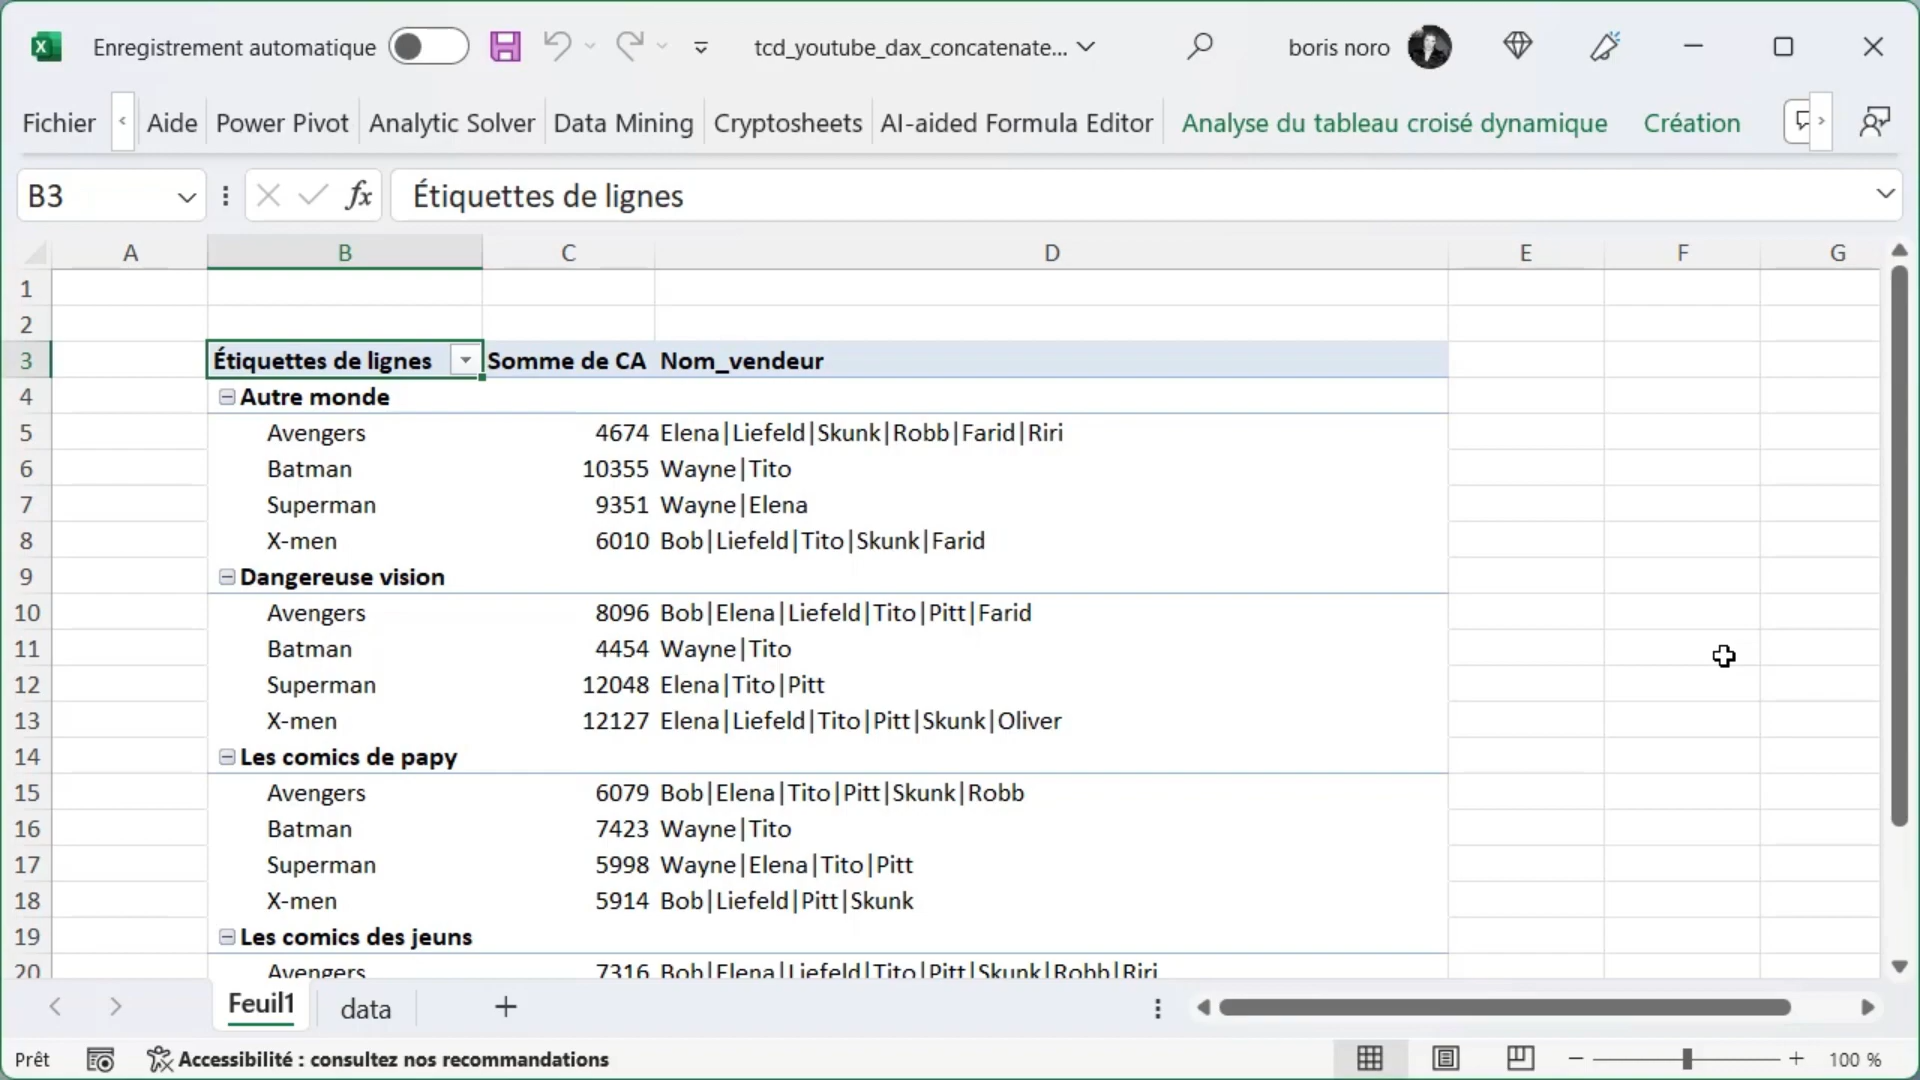 Enregistrement automatique
tcd_youtube_dax_concatenate...
boris noro
Fichier
Aide
Power Pivot
Analytic Solver
Data Mining
Cryptosheets
AI-aided Formula Editor
Analyse du tableau croisé dynamique
Création
B3
fx
Étiquettes de lignes
A B C D E F G
1
2
3 Étiquettes de lignes Somme de CA Nom_vendeur
4 Autre monde
5 Avengers 4674 Elena|Liefeld|Skunk|Robb|Farid|Riri
6 Batman 10355 Wayne|Tito
7 Superman 9351 Wayne|Elena
8 X-men 6010 Bob|Liefeld|Tito|Skunk|Farid
9 Dangereuse vision
10 Avengers 8096 Bob|Elena|Liefeld|Tito|Pitt|Farid
11 Batman 4454 Wayne|Tito
12 Superman 12048 Elena|Tito|Pitt
13 X-men 12127 Elena|Liefeld|Tito|Pitt|Skunk|Oliver
14 Les comics de papy
15 Avengers 6079 Bob|Elena|Tito|Pitt|Skunk|Robb
16 Batman 7423 Wayne|Tito
17 Superman 5998 Wayne|Elena|Tito|Pitt
18 X-men 5914 Bob|Liefeld|Pitt|Skunk
19 Les comics des jeuns
20 Avengers 7316 Bob|Elena|Liefeld|Tito|Pitt|Skunk|Robb|Riri
Feuil1
data
Prêt
Accessibilité : consultez nos recommandations
100 %